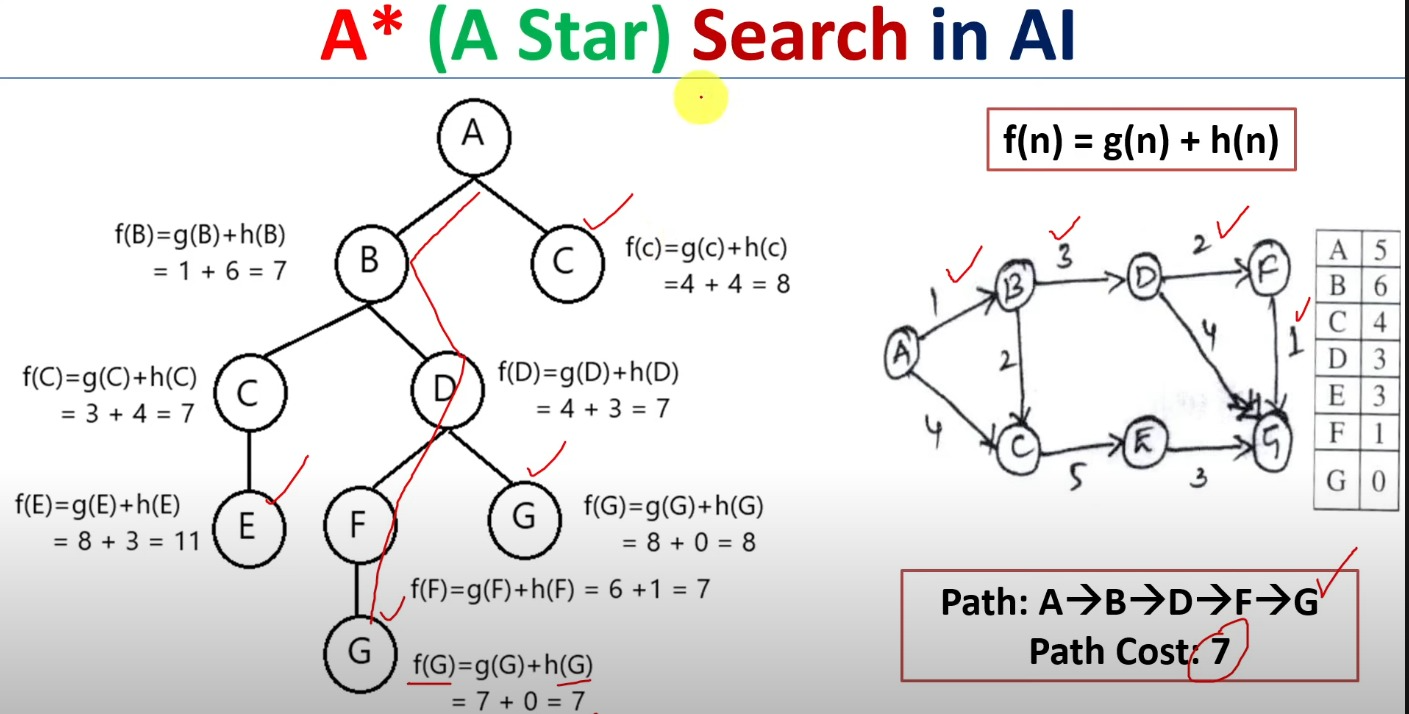 A* (A Star) Search in AI
A
f(n) = g(n) + h(n)
f(B)=g(B)+h(B)
= 1 + 6 = 7
B
C
f(c)=g(c)+h(c)
=4 + 4 = 8
f(C)=g(C)+h(C)
= 3 + 4 = 7
C
D
f(D)=g(D)+h(D)
= 4 + 3 = 7
f(E)=g(E)+h(E)
= 8 + 3 = 11
E
F
G
f(G)=g(G)+h(G)
= 8 + 0 = 8
f(F)=g(F)+h(F) = 6 +1 = 7
G
f(G)=g(G)+h(G)
= 7 + 0 = 7
A
1
B
3
D
2
F
2
4
1
4
C
5
E
3
G
A 5
B 6
C 4
D 3
E 3
F 1
G 0
Path: A→B→D→F→G
Path Cost: 7